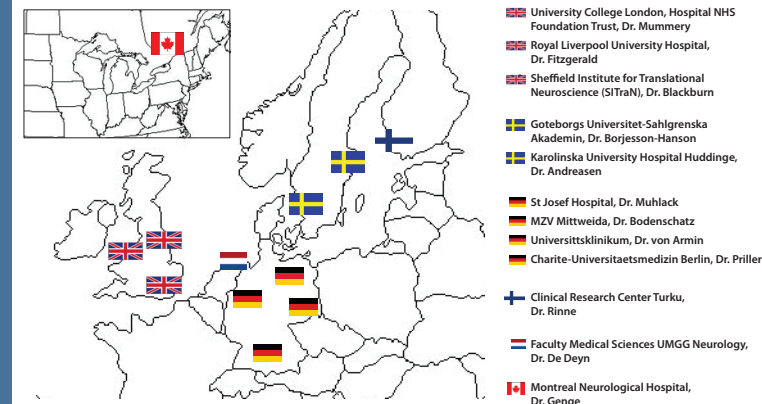 University College London, Hospital NHS
Foundation Trust, Dr. Mummery
Royal Liverpool University Hospital,
Dr. Fitzgerald
Sheffield Institute for Translational
Neuroscience (SITraN), Dr. Blackburn
Goteborgs Universitet-Sahlgrenska
Akademin, Dr. Borjesson-Hanson
Karolinska University Hospital Huddinge,
Dr. Andreasen
St Josef Hospital, Dr. Muhlack
MZV Mittweida, Dr. Bodenschatz
Universittsklinikum, Dr. von Armin
Charite-Universitaetsmedizin Berlin, Dr. Priller
Clinical Research Center Turku,
Dr. Rinne
Faculty Medical Sciences UMGG Neurology,
Dr. De Deyn
Montreal Neurological Hospital,
Dr. Genge